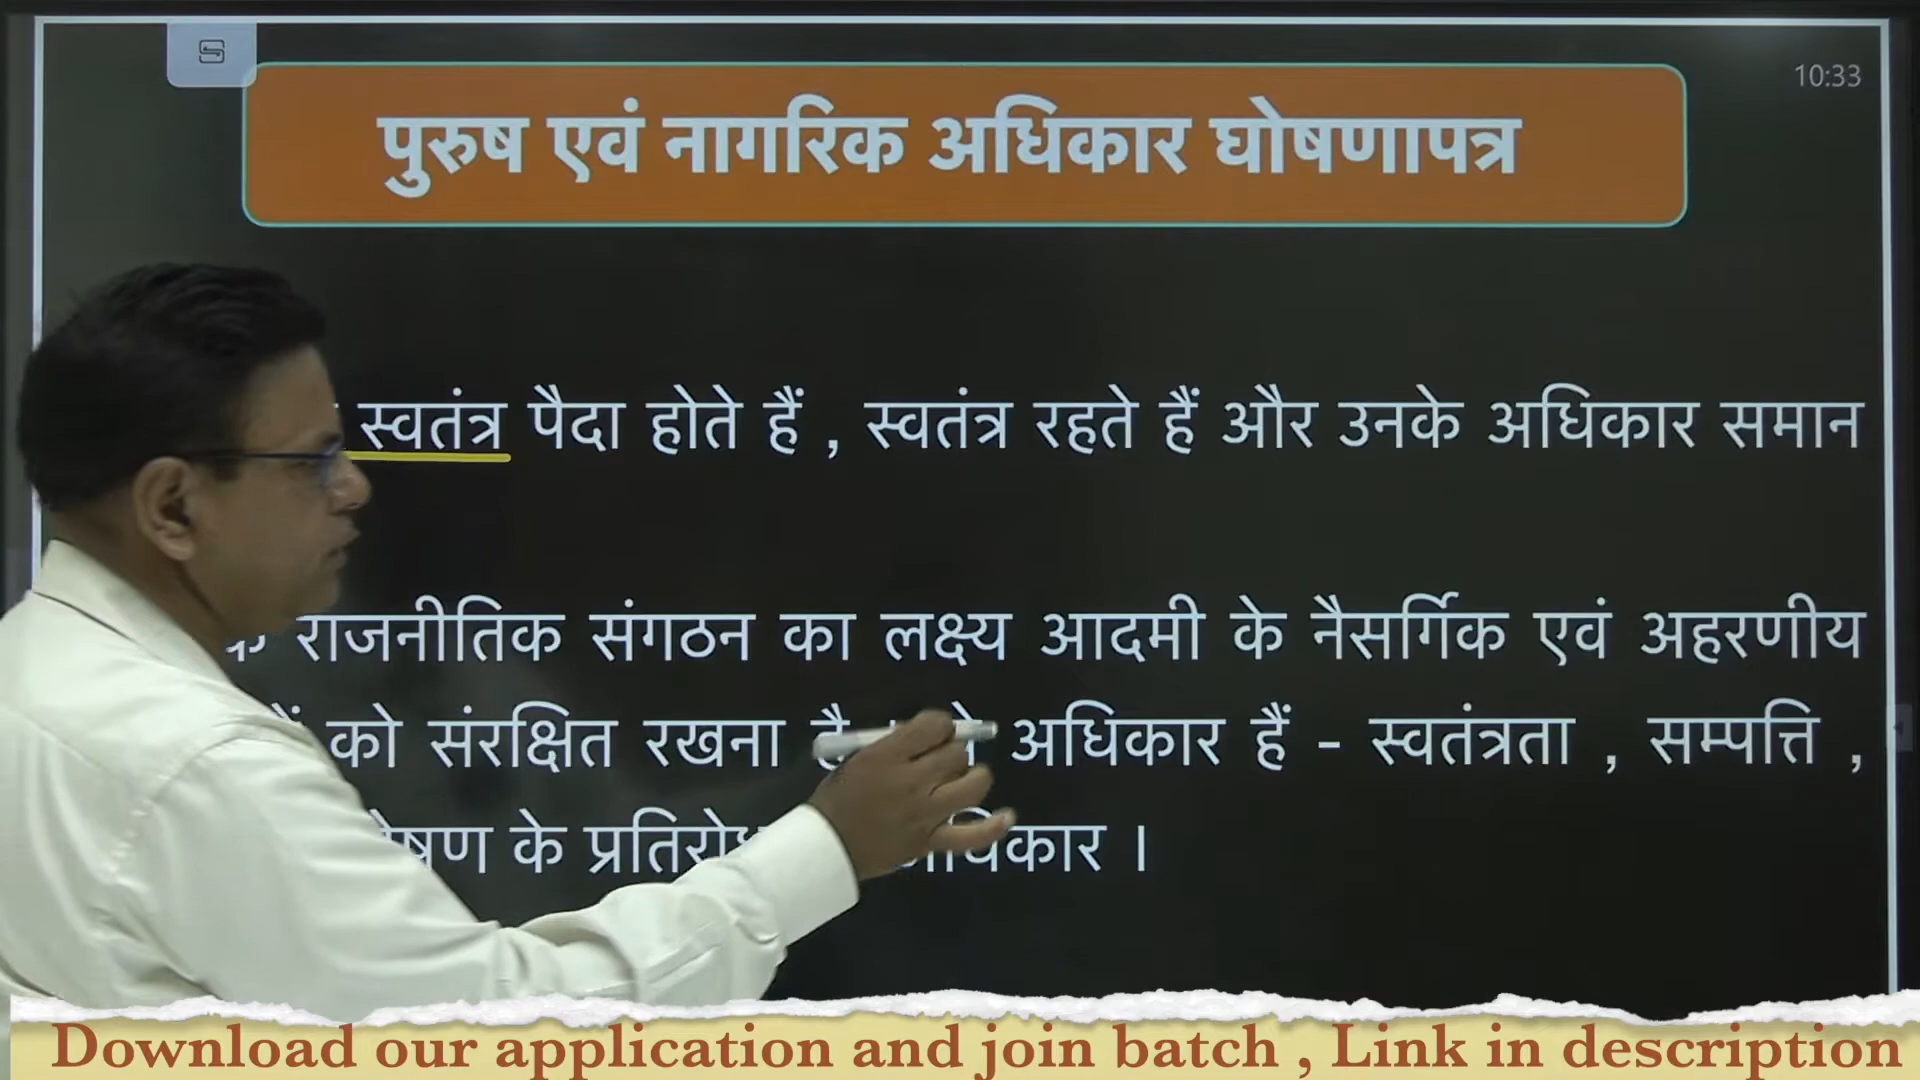 10:33
पुरुष एवं नागरिक अधिकार घोषणापत्र
स्वतंत्र पैदा होते हैं , स्वतंत्र रहते हैं और उनके अधिकार समान
राजनीतिक संगठन का लक्ष्य आदमी के नैसर्गिक एवं अहरणीय
को संरक्षित रखना है अधिकार हैं - स्वतंत्रता , सम्पत्ति ,
के ।
Download our application and join batch , Link in description